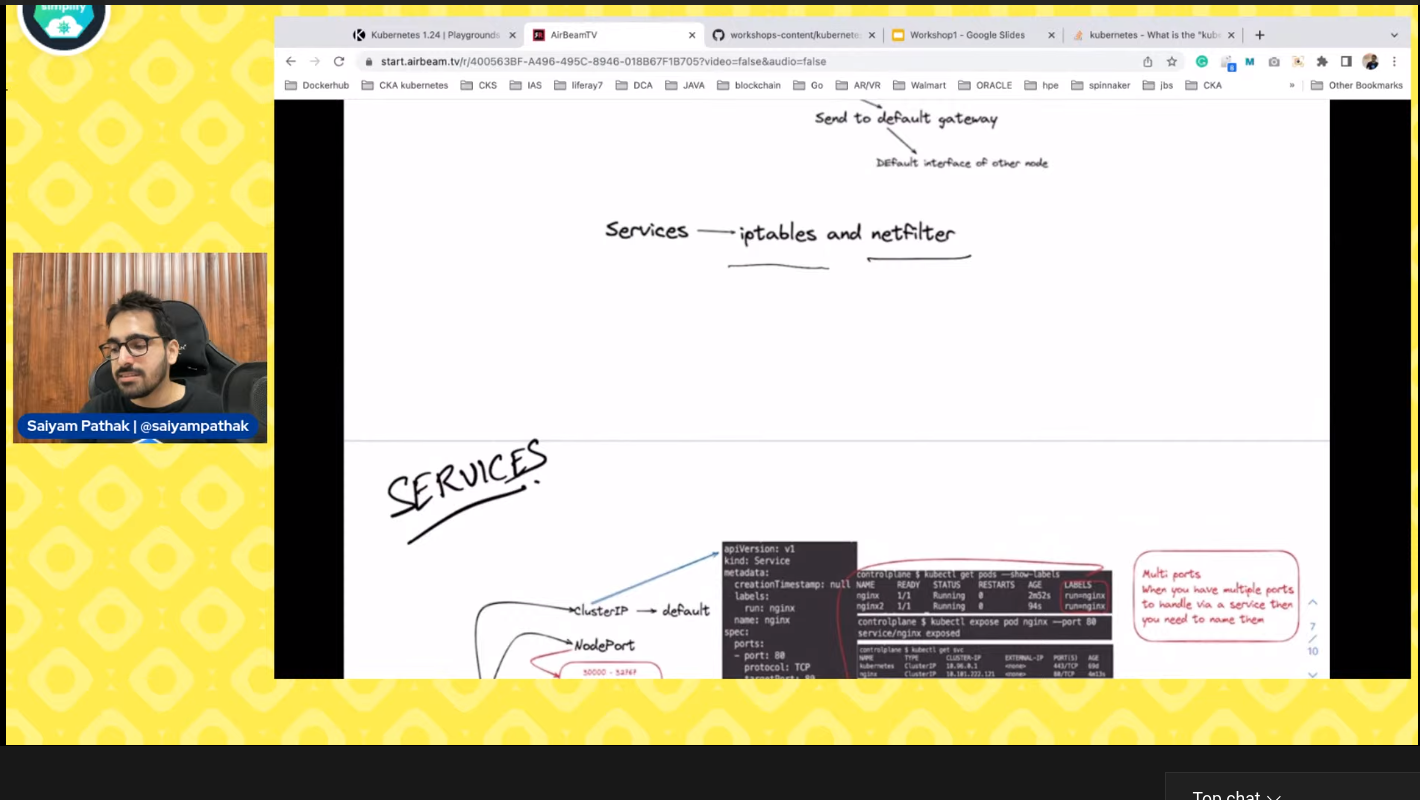 simplify
Kubernetes 1.24 | Playgrounds
AirBeamTV
workshops-content/kubernete
Workshop1 - Google Slides
kubernetes - What is the "kube
start.airbeam.tv/r/400563BF-A496-495C-8946-018B67F1B705?video=false&audio=false
Dockerhub
CKA kubernetes
CKS
IAS
liferay7
DCA
JAVA
blockchain
Go
AR/VR
Walmart
ORACLE
hpe
spinnaker
jbs
CKA
»
Other Bookmarks
Send to default gateway
DEfault interface of other node
Services iptables and netfilter
Saiyam Pathak | @saiyampathak
SERVICES
ClusterIP → default
NodePort
apiVersion: v1
kind: Service
metadata:
creationTimestamp: null
labels:
run: nginx
name: nginx
spec:
ports:
- port: 80
protocol: TCP
controlplane $ kubectl get pods --show-labels
NAME READY STATUS RESTARTS AGE LABELS
nginx 1/1 Running 0 2m52s run=nginx
nginx2 1/1 Running 0 94s run=nginx
controlplane $ kubectl expose pod nginx --port 80
service/nginx exposed
controlplane $ kubectl get svc
NAME TYPE CLUSTER-IP EXTERNAL-IP PORT(S) AGE
kubernetes ClusterIP 10.96.0.1 <none> 443/TCP 69d
nginx ClusterIP 10.101.222.121 <none> 80/TCP
Multi ports
When you have multiple ports
to handle via a service then
you need to name them
7
/
10
Top chat